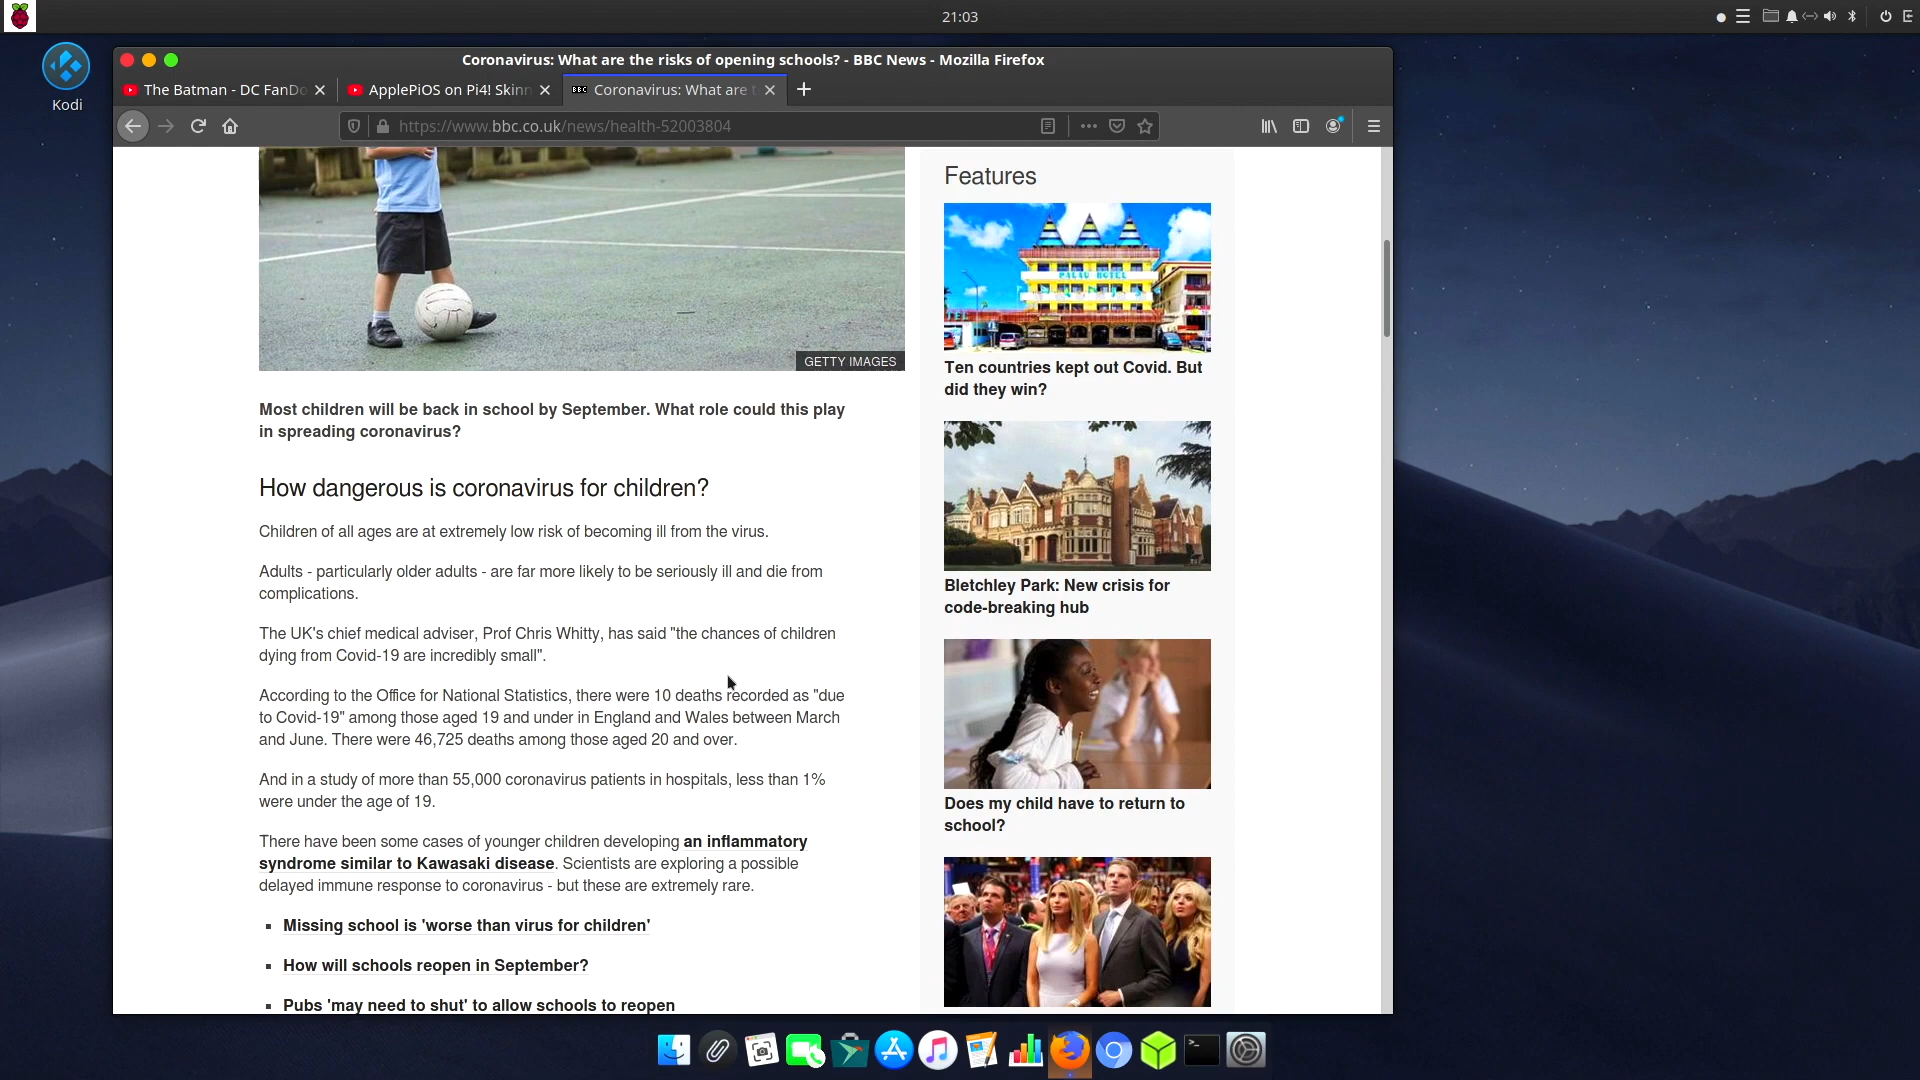 21:03
Kodi
Coronavirus: What are the risks of opening schools? - BBC News - Mozilla Firefox
The Batman - DC FanDo
ApplePiOS on Pi4! Skinn
BBC
Coronavirus: What are t
https://www.bbc.co.uk/news/health-52003804
GETTY IMAGES
Most children will be back in school by September. What role could this play
in spreading coronavirus?
How dangerous is coronavirus for children?
Children of all ages are at extremely low risk of becoming ill from the virus.
Adults - particularly older adults - are far more likely to be seriously ill and die from
complications.
The UK's chief medical adviser, Prof Chris Whitty, has said "the chances of children
dying from Covid-19 are incredibly small".
According to the Office for National Statistics, there were 10 deaths recorded as "due
to Covid-19" among those aged 19 and under in England and Wales between March
and June. There were 46,725 deaths among those aged 20 and over.
And in a study of more than 55,000 coronavirus patients in hospitals, less than 1%
were under the age of 19.
There have been some cases of younger children developing an inflammatory
syndrome similar to Kawasaki disease. Scientists are exploring a possible
delayed immune response to coronavirus - but these are extremely rare.
Missing school is 'worse than virus for children'
How will schools reopen in September?
Pubs 'may need to shut' to allow schools to reopen
Features
PALAU HOTEL
Ten countries kept out Covid. But
did they win?
Bletchley Park: New crisis for
code-breaking hub
Does my child have to return to
school?